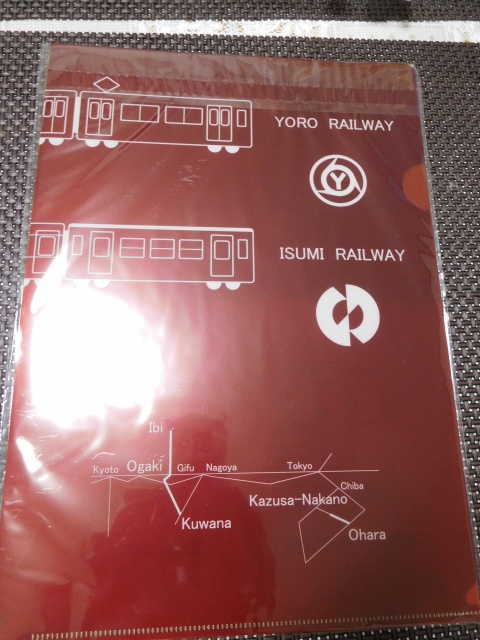 YORO RAILWAY
Y
ISUMI RAILWAY
Ibi
Kyoto Ogaki Gifu Nagoya Tokyo
Chiba
Kazusa-Nakano
Kuwana
Ohara